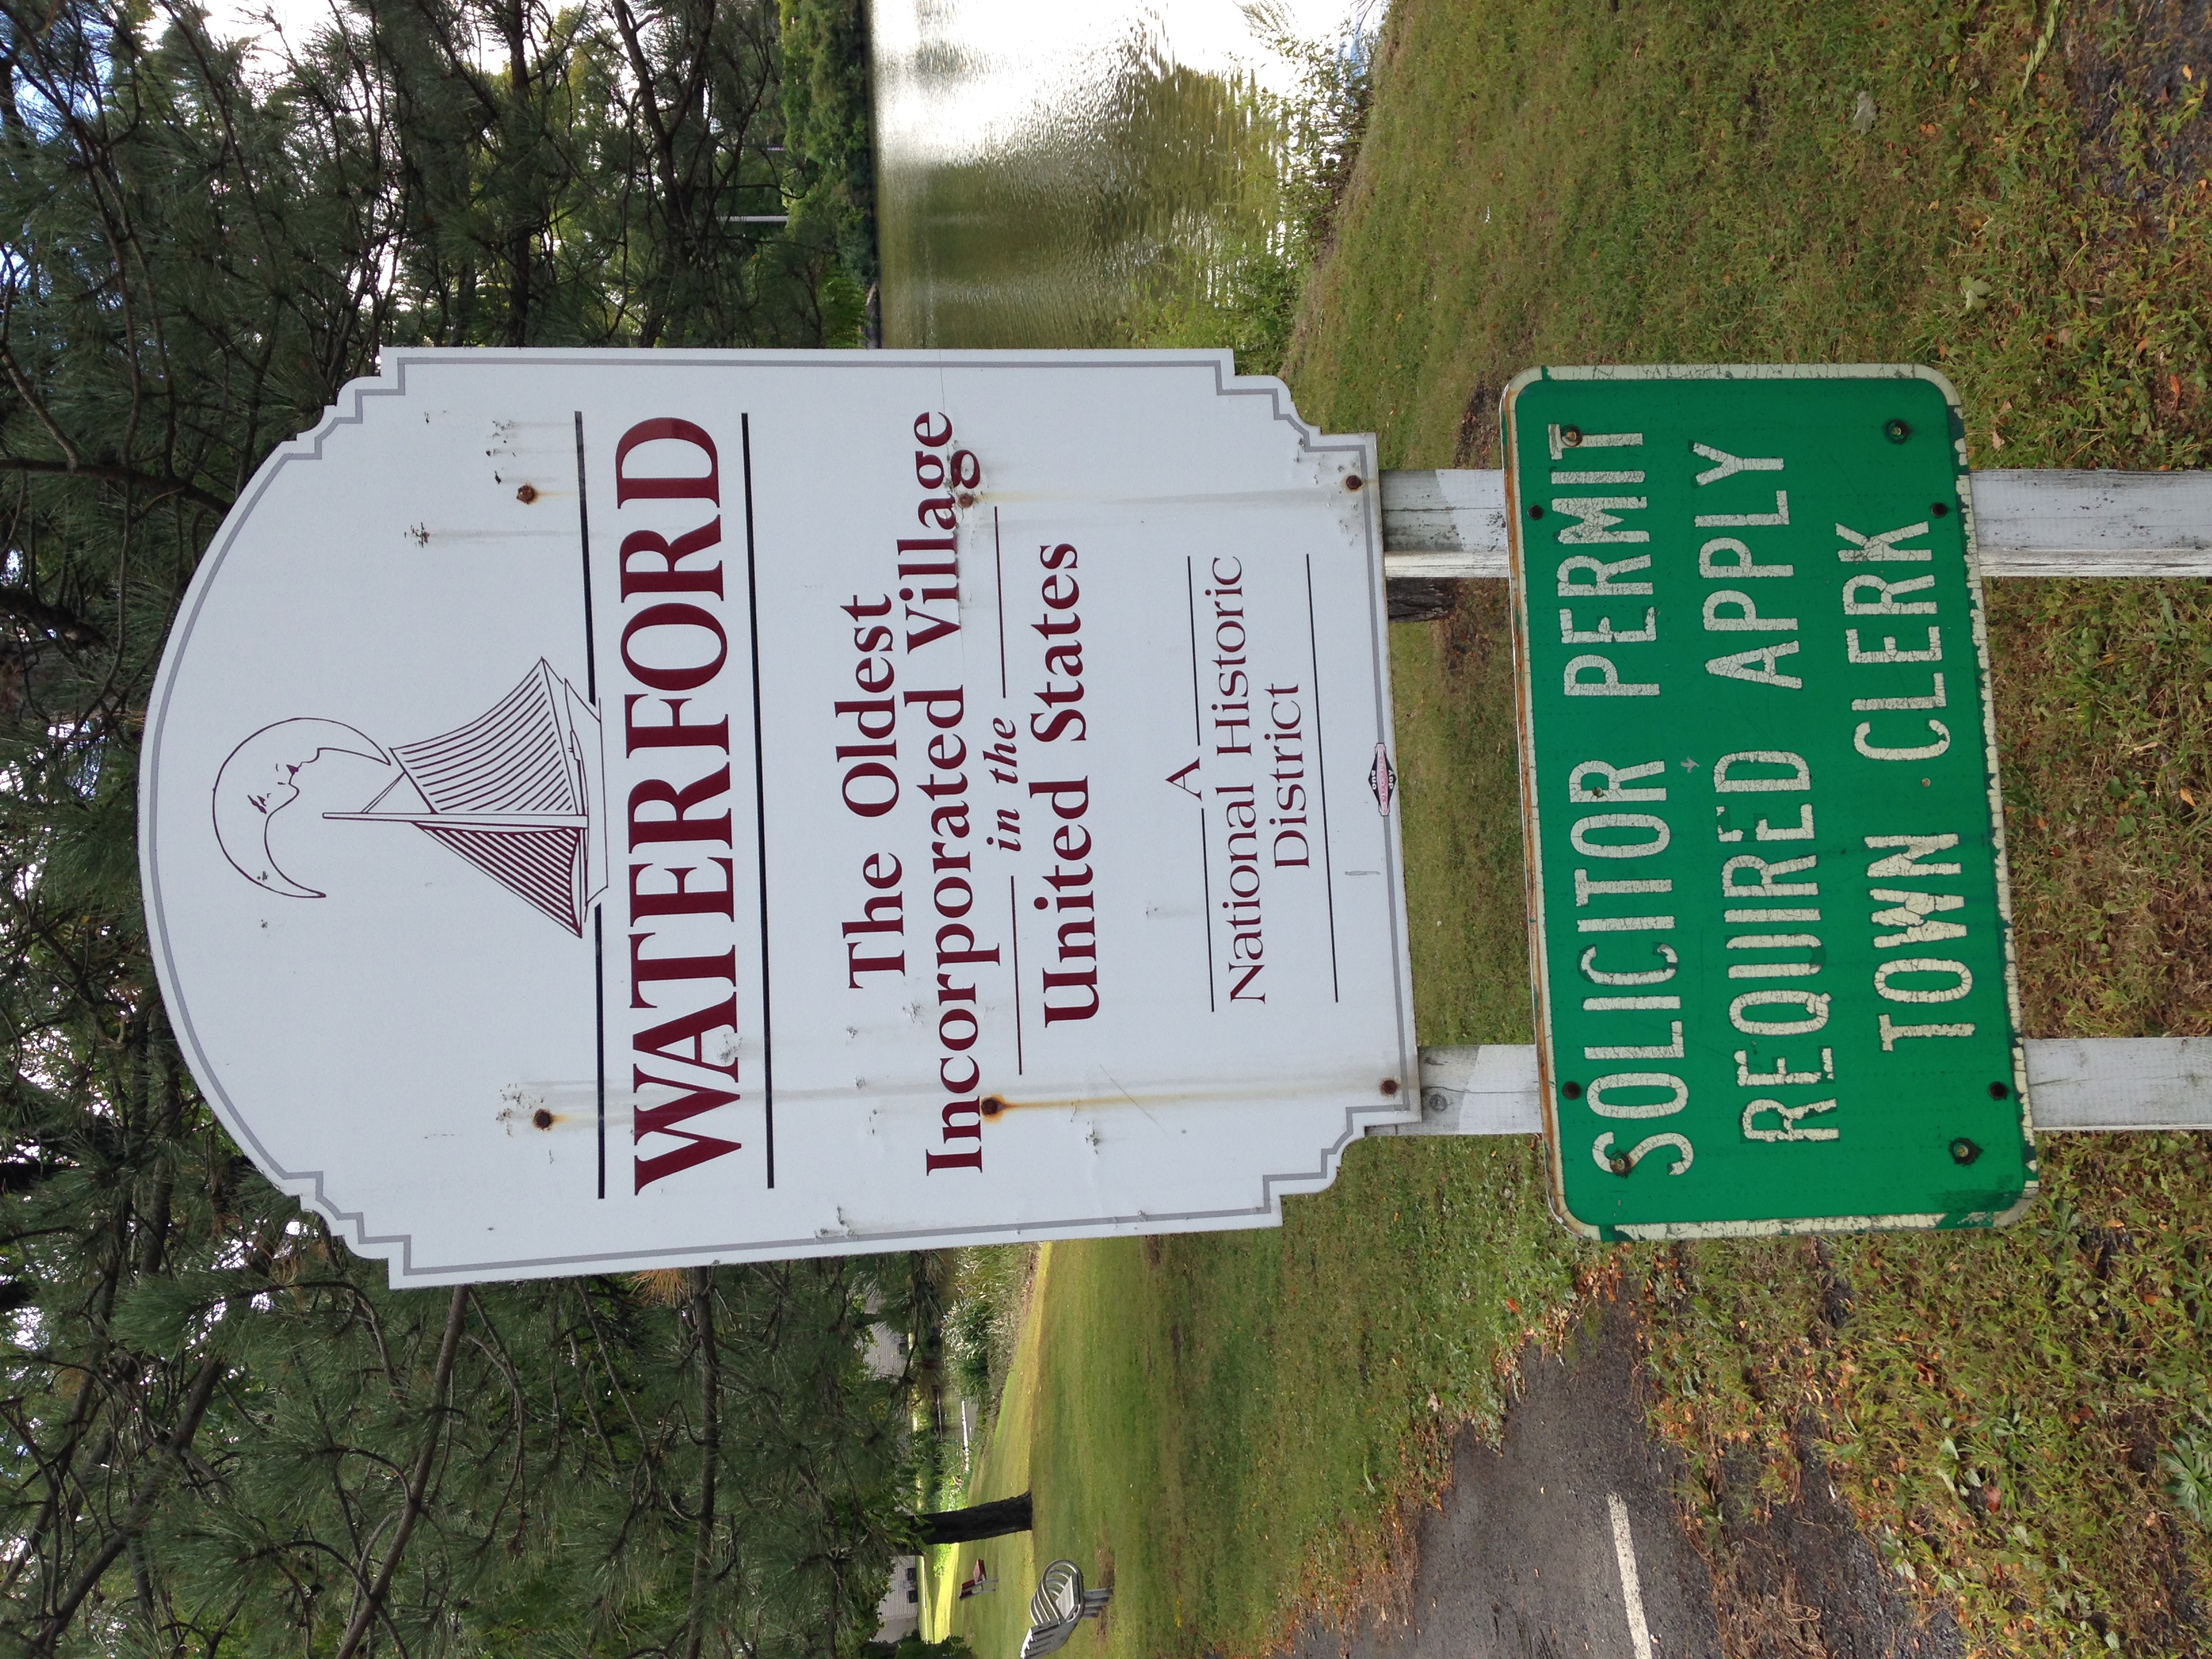 WATERFORD
The Oldest
Incorporated Village
in the
United States
A
National Historic
District
SOLICITOR PERMIT
REQUIRED APPLY
TOWN CLERK